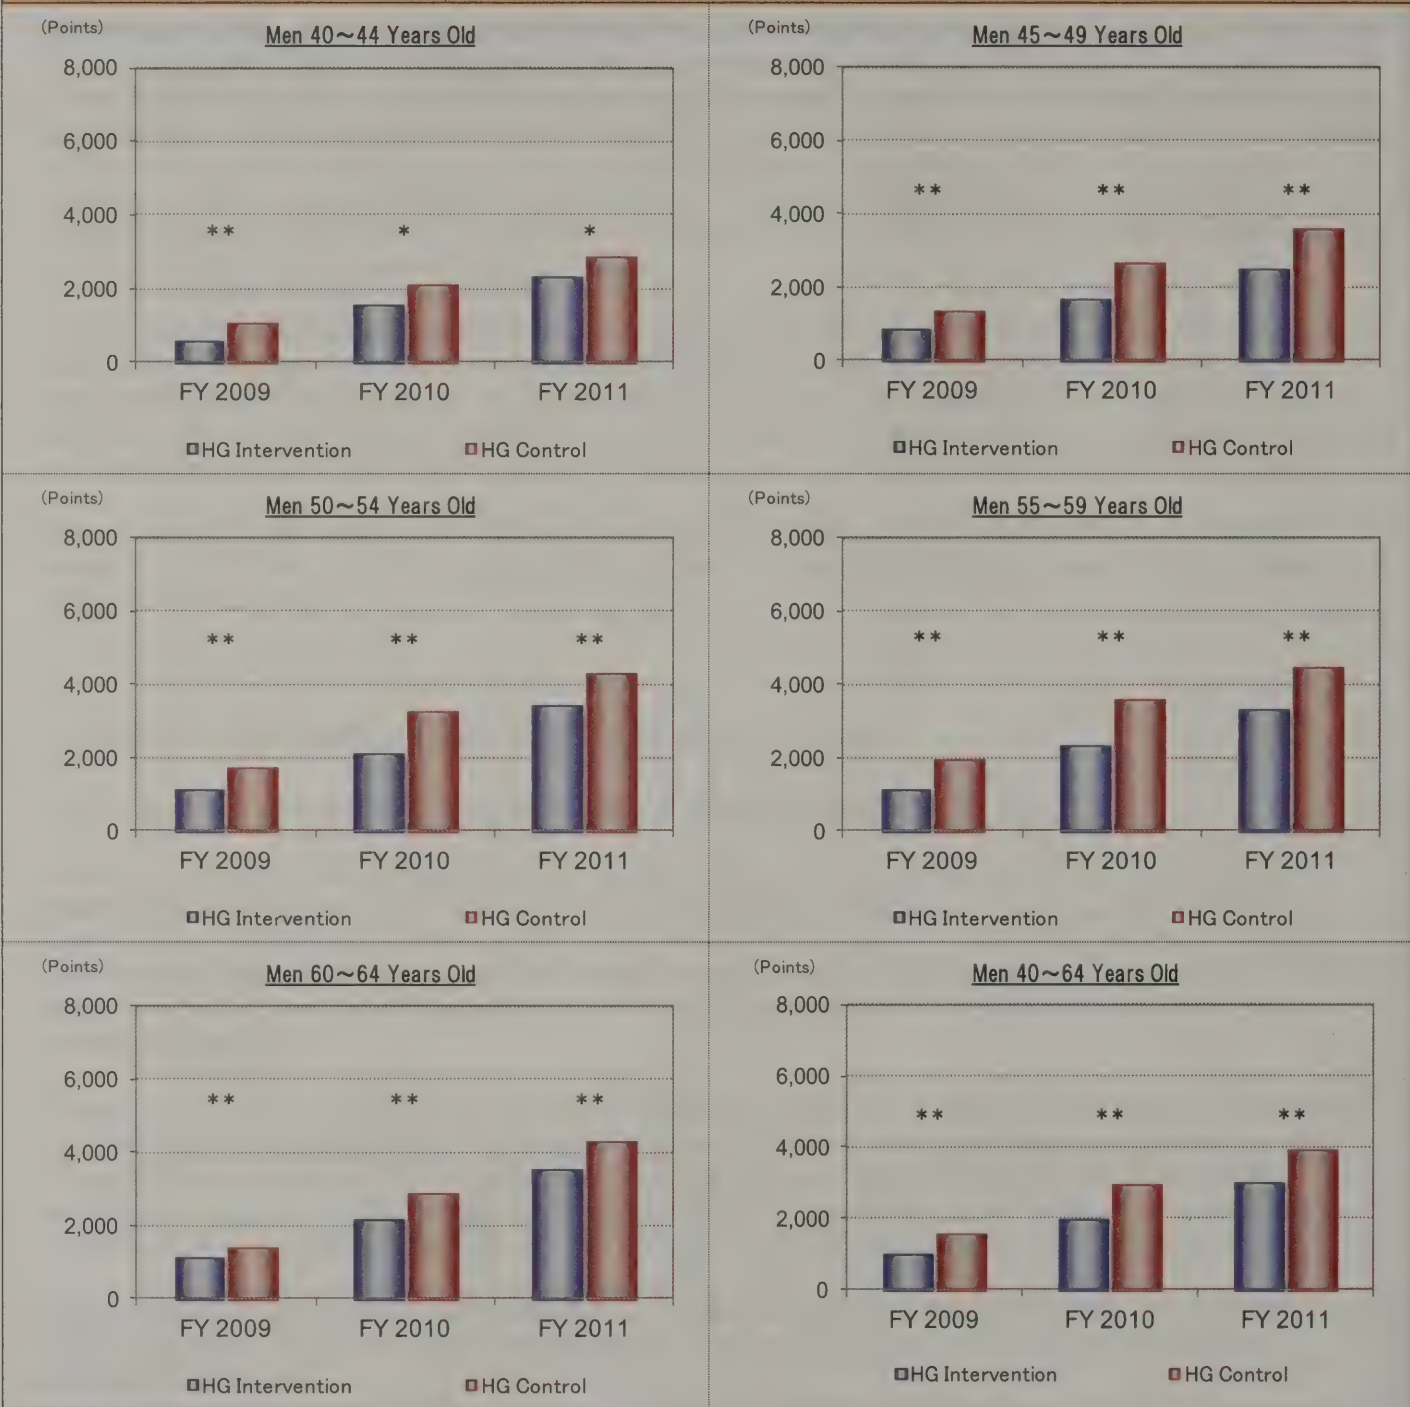 (Points)
Men 40～44 Years Old
8,000
6,000
4,000
2,000
0
**
*
*
FY 2009 FY 2010 FY 2011
HG Intervention HG Control
(Points)
Men 45～49 Years Old
8,000
6,000
4,000
2,000
0
**
**
**
FY 2009 FY 2010 FY 2011
HG Intervention HG Control
(Points)
Men 50～54 Years Old
8,000
6,000
4,000
2,000
0
**
**
**
FY 2009 FY 2010 FY 2011
HG Intervention HG Control
(Points)
Men 55～59 Years Old
8,000
6,000
4,000
2,000
0
**
**
**
FY 2009 FY 2010 FY 2011
HG Intervention HG Control
(Points)
Men 60～64 Years Old
8,000
6,000
4,000
2,000
0
**
**
**
FY 2009 FY 2010 FY 2011
HG Intervention HG Control
(Points)
Men 40～64 Years Old
8,000
6,000
4,000
2,000
0
**
**
**
FY 2009 FY 2010 FY 2011
HG Intervention HG Control